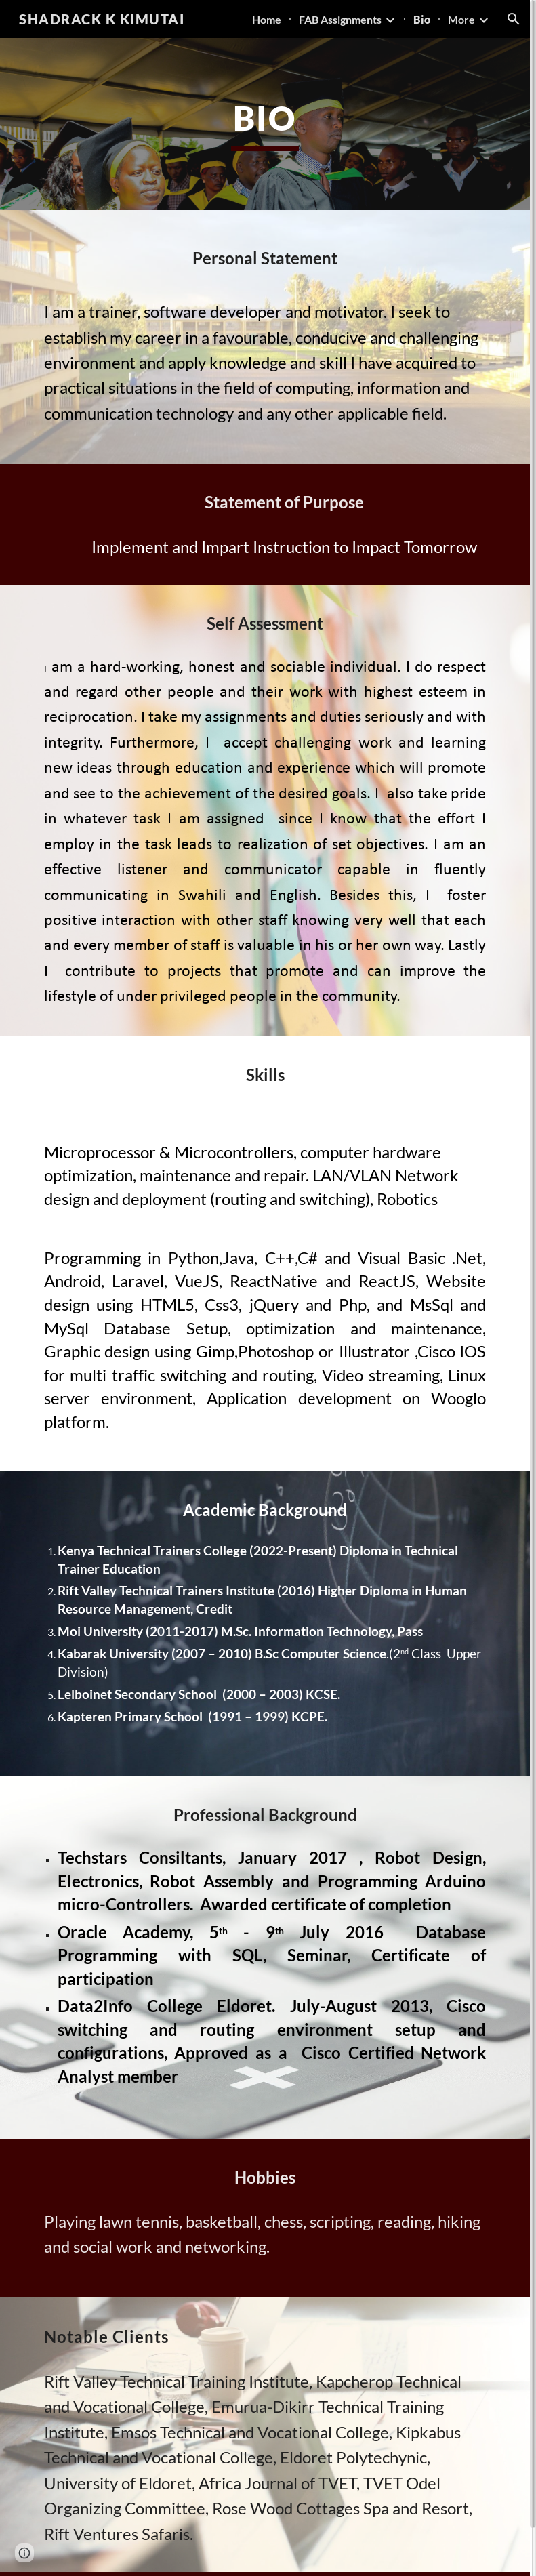 SHADRACK K KIMUTAI
Home · FAB Assignments · Bio · More
BIO
Personal Statement
I am a trainer, software developer and motivator. I seek to
establish my career in a favourable, conducive and challenging
environment and apply knowledge and skill I have acquired to
practical situations in the field of computing, information and
communication technology and any other applicable field.
Statement of Purpose
Implement and Impart Instruction to Impact Tomorrow
Self Assessment
I am a hard-working, honest and sociable individual. I do respect
and regard other people and their work with highest esteem in
reciprocation. I take my assignments and duties seriously and with
integrity. Furthermore, I accept challenging work and learning
new ideas through education and experience which will promote
and see to the achievement of the desired goals. I also take pride
in whatever task I am assigned since I know that the effort I
employ in the task leads to realization of set objectives. I am an
effective listener and communicator capable in fluently
communicating in Swahili and English. Besides this, I foster
positive interaction with other staff knowing very well that each
and every member of staff is valuable in his or her own way. Lastly
I contribute to projects that promote and can improve the
lifestyle of under privileged people in the community.
Skills
Microprocessor & Microcontrollers, computer hardware
optimization, maintenance and repair. LAN/VLAN Network
design and deployment (routing and switching), Robotics
Programming in Python,Java, C++,C# and Visual Basic .Net,
Android, Laravel, VueJS, ReactNative and ReactJS, Website
design using HTML5, Css3, jQuery and Php, and MsSql and
MySql Database Setup, optimization and maintenance,
Graphic design using Gimp,Photoshop or Illustrator ,Cisco IOS
for multi traffic switching and routing, Video streaming, Linux
server environment, Application development on Wooglo
platform.
Academic Background
1. Kenya Technical Trainers College (2022-Present) Diploma in Technical
Trainer Education
2. Rift Valley Technical Trainers Institute (2016) Higher Diploma in Human
Resource Management, Credit
3. Moi University (2011-2017) M.Sc. Information Technology, Pass
4. Kabarak University (2007 – 2010) B.Sc Computer Science.(2nd Class Upper
Division)
5. Lelboinet Secondary School (2000 – 2003) KCSE.
6. Kapteren Primary School (1991 – 1999) KCPE.
Professional Background
▪ Techstars Consiltants, January 2017 , Robot Design,
Electronics, Robot Assembly and Programming Arduino
micro-Controllers. Awarded certificate of completion
▪ Oracle Academy, 5th - 9th July 2016 Database
Programming with SQL, Seminar, Certificate of
participation
▪ Data2Info College Eldoret. July-August 2013, Cisco
switching and routing environment setup and
configurations, Approved as a Cisco Certified Network
Analyst member
Hobbies
Playing lawn tennis, basketball, chess, scripting, reading, hiking
and social work and networking.
Notable Clients
Rift Valley Technical Training Institute, Kapcherop Technical
and Vocational College, Emurua-Dikirr Technical Training
Institute, Emsos Technical and Vocational College, Kipkabus
Technical and Vocational College, Eldoret Polytechynic,
University of Eldoret, Africa Journal of TVET, TVET Odel
Organizing Committee, Rose Wood Cottages Spa and Resort,
Rift Ventures Safaris.